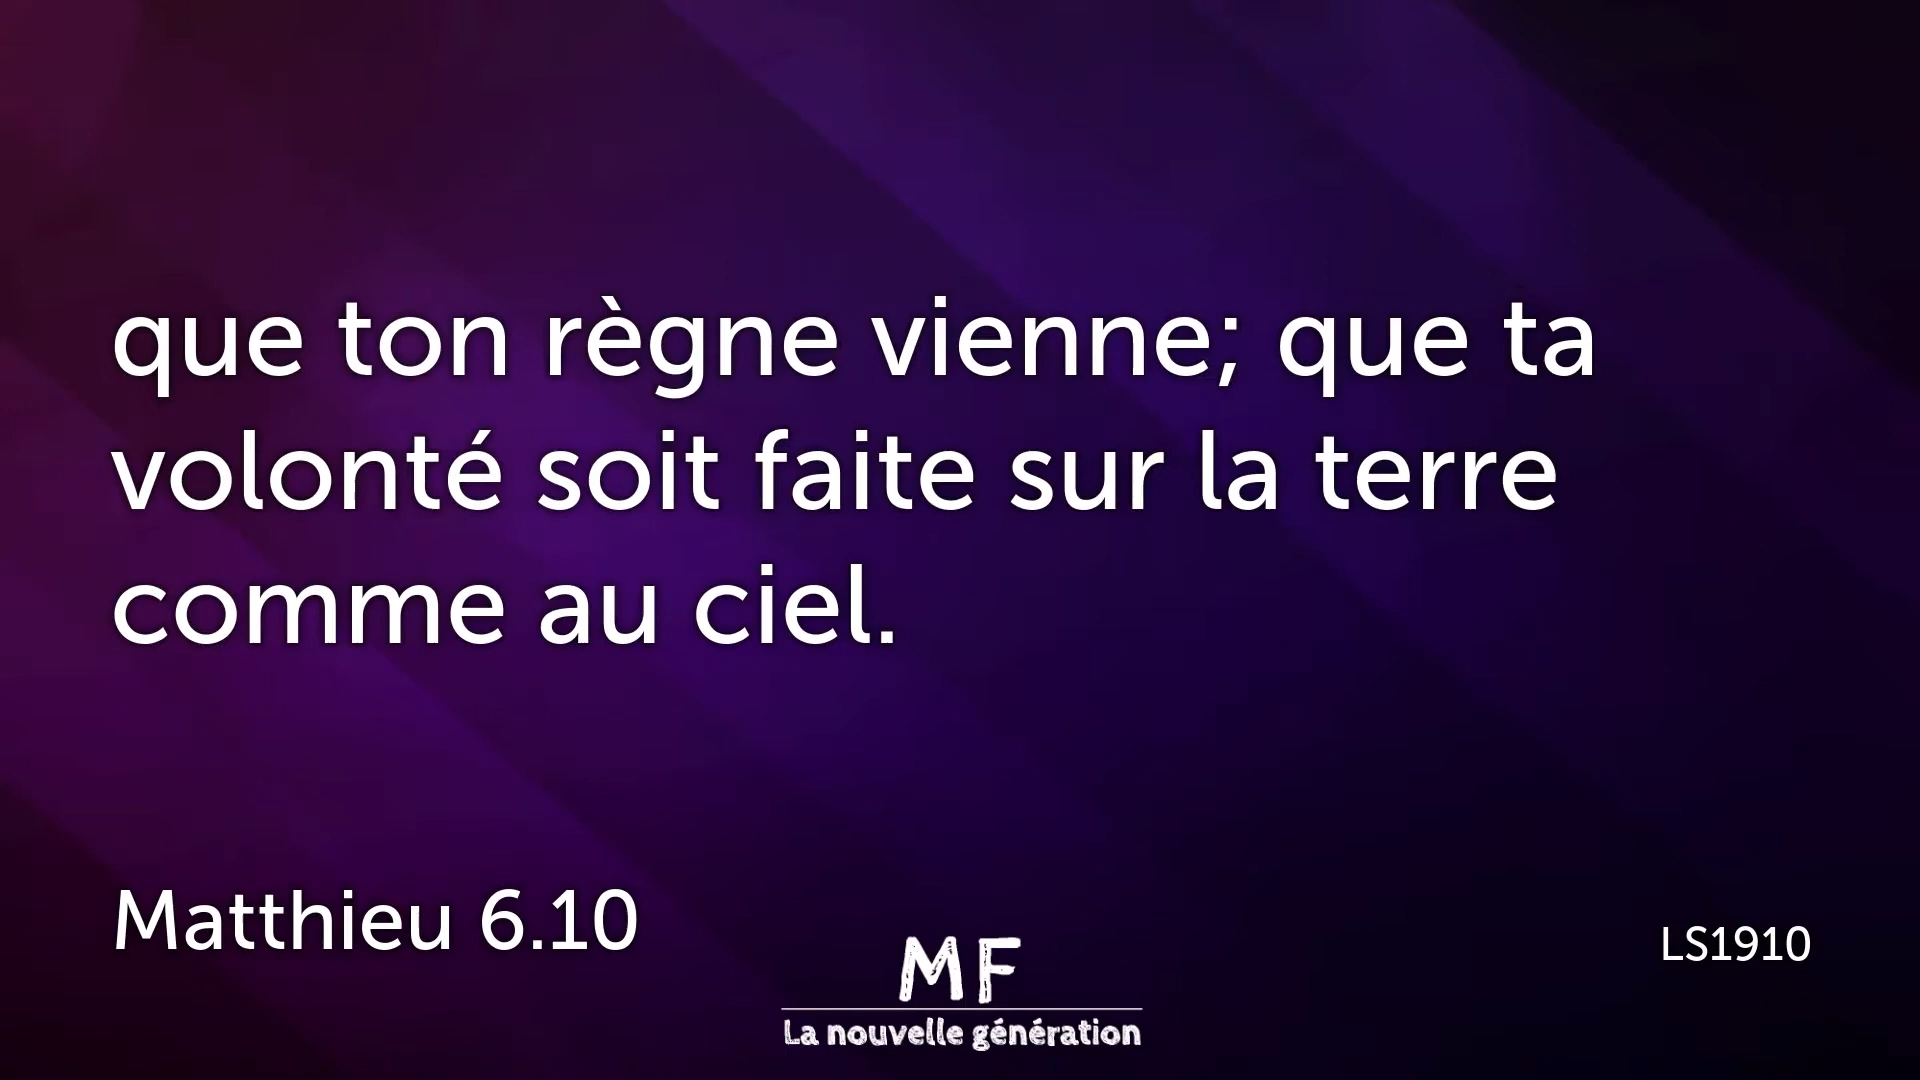 que ton règne vienne; que ta
volonté soit faite sur la terre
comme au ciel.
Matthieu 6.10
LS1910
MF
La nouvelle génération